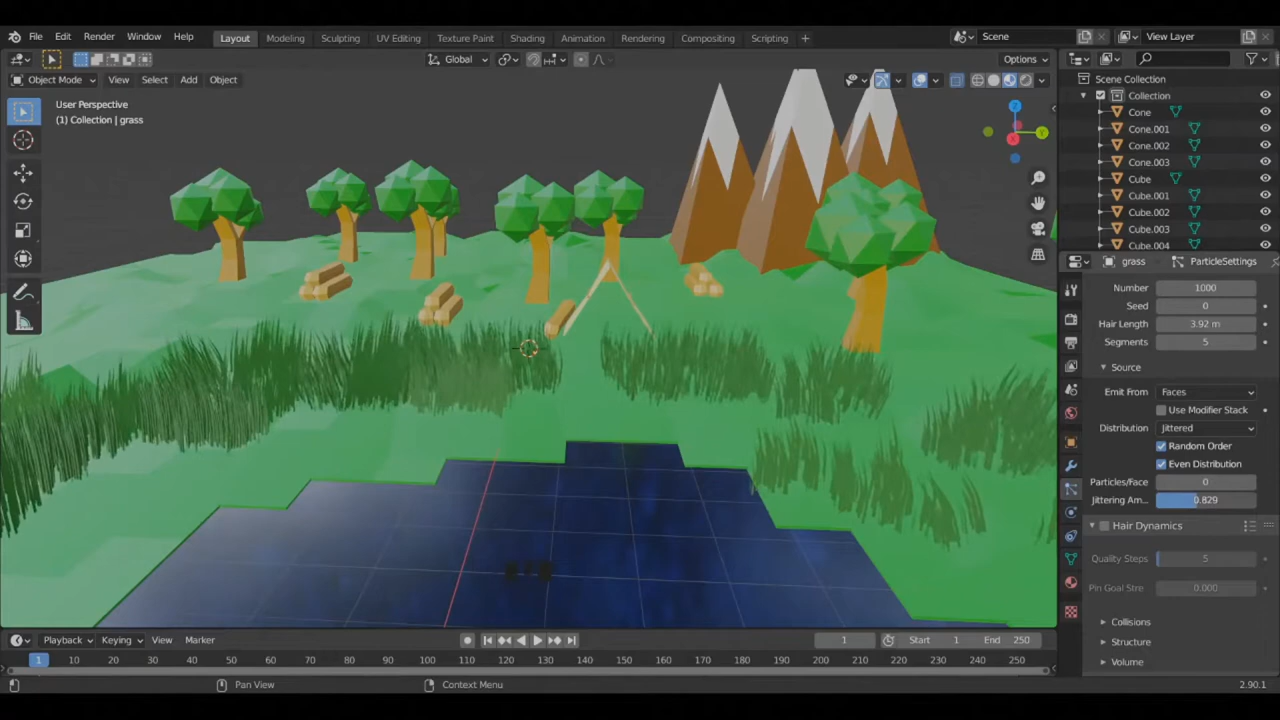 File Edit Render Window Help Layout Modeling Sculpting UV Editing Texture Paint Shading Animation Rendering Compositing Scripting + Scene View Layer
Global Options
Object Mode View Select Add Object
User Perspective
(1) Collection | grass
Z
Y
X
Scene Collection
Collection
Cone
Cone.001
Cone.002
Cone.003
Cube
Cube.001
Cube.002
Cube.003
Cube.004
grass ParticleSettings
Number 1000
Seed 0
Hair Length 3.92 m
Segments 5
Source
Emit From Faces
Use Modifier Stack
Distribution Jittered
Random Order
Even Distribution
Particles/Face 0
Jittering Am... 0.829
Hair Dynamics
Quality Steps 5
Pin Goal Stre 0.000
Collisions
Structure
Volume
Playback Keying View Marker 1 Start 1 End 250
1 10 20 30 40 50 60 70 80 90 100 110 120 130 140 150 160 170 180 190 200 210 220 230 240 250
Pan View Context Menu 2.90.1